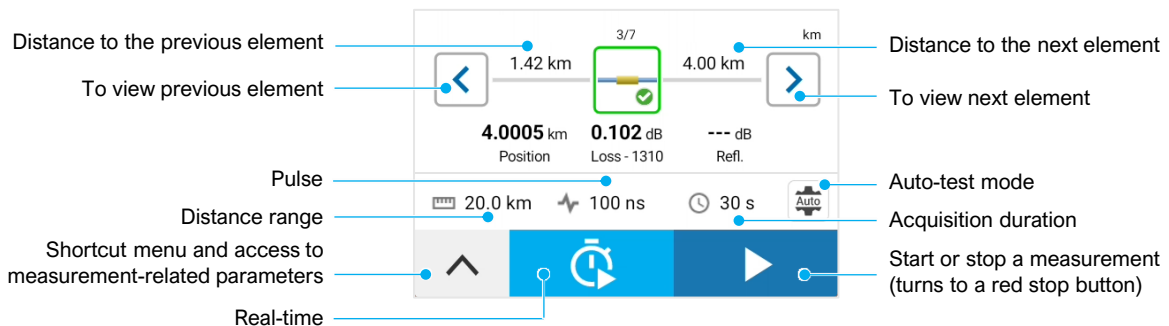 3/7
km
Distance to the previous element
Distance to the next element
1.42 km
4.00 km
To view previous element
To view next element
4.0005 km
0.102 dB
--- dB
Position
Loss - 1310
Refl.
Pulse
Auto-test mode
20.0 km
100 ns
30 s
Auto
Distance range
Acquisition duration
Shortcut menu and access to
measurement-related parameters
Start or stop a measurement
(turns to a red stop button)
Real-time